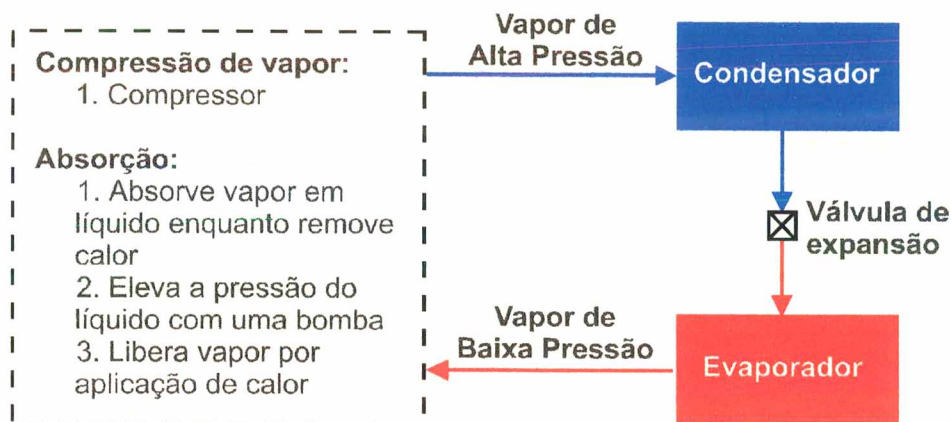 Compressão de vapor:
1. Compressor
Absorção:
1. Absorve vapor em
líquido enquanto remove
calor
2. Eleva a pressão do
líquido com uma bomba
3. Libera vapor por
aplicação de calor
Vapor de
Alta Pressão
Condensador
Válvula de
expansão
Vapor de
Baixa Pressão
Evaporador